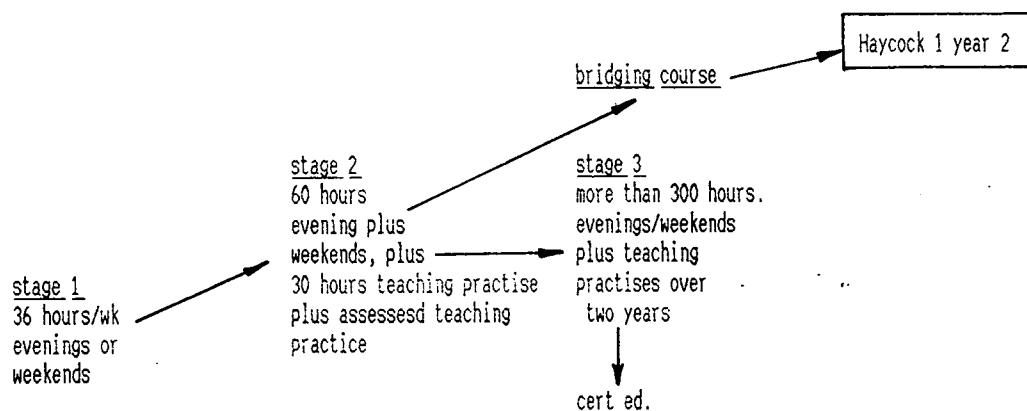 stage 1
36 hours/wk
evenings or
weekends
stage 2
60 hours
evening plus
weekends, plus
30 hours teaching practise
plus assessesd teaching
practice
bridging course
Haycock 1 year 2
stage 3
more than 300 hours.
evenings/weekends
plus teaching
practises over
two years
cert ed.